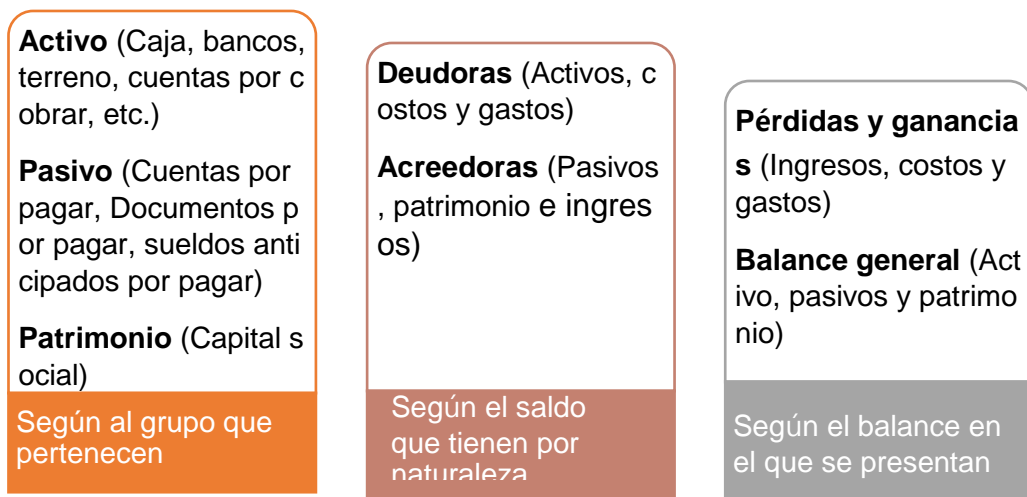 Activo (Caja, bancos,
terreno, cuentas por c
obrar, etc.)
Pasivo (Cuentas por
pagar, Documentos p
or pagar, sueldos anti
cipados por pagar)
Patrimonio (Capital s
ocial)
Según al grupo que
pertenecen
Deudoras (Activos, c
ostos y gastos)
Acreedoras (Pasivos
, patrimonio e ingres
os)
Según el saldo
que tienen por
naturaleza
Pérdidas y ganancia
s (Ingresos, costos y
gastos)
Balance general (Act
ivo, pasivos y patrimo
nio)
Según el balance en
el que se presentan